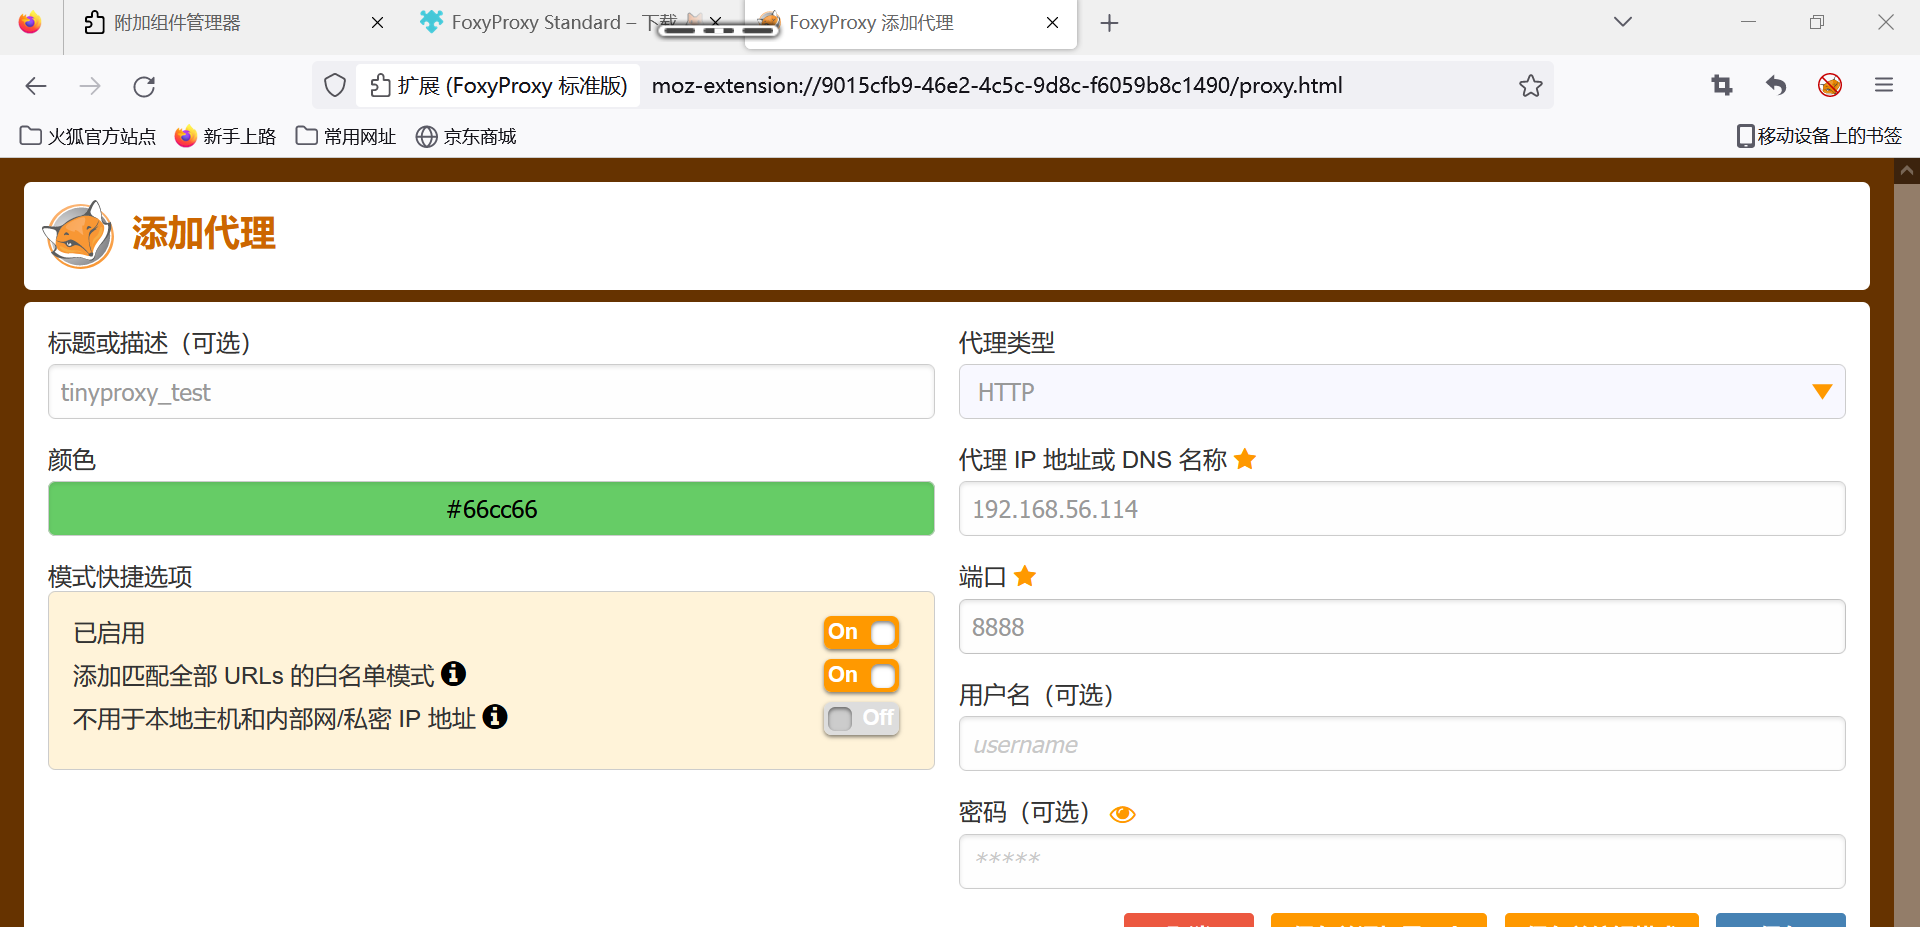 附加组件管理器
FoxyProxy Standard – 下载
FoxyProxy 添加代理
扩展 (FoxyProxy 标准版)
moz-extension://9015cfb9-46e2-4c5c-9d8c-f6059b8c1490/proxy.html
火狐官方站点
新手上路
常用网址
京东商城
移动设备上的书签
添加代理
标题或描述（可选）
tinyproxy_test
颜色
#66cc66
模式快捷选项
已启用
On
添加匹配全部 URLs 的白名单模式
On
不用于本地主机和内部网/私密 IP 地址
Off
代理类型
HTTP
代理 IP 地址或 DNS 名称
192.168.56.114
端口
8888
用户名（可选）
username
密码（可选）
*****